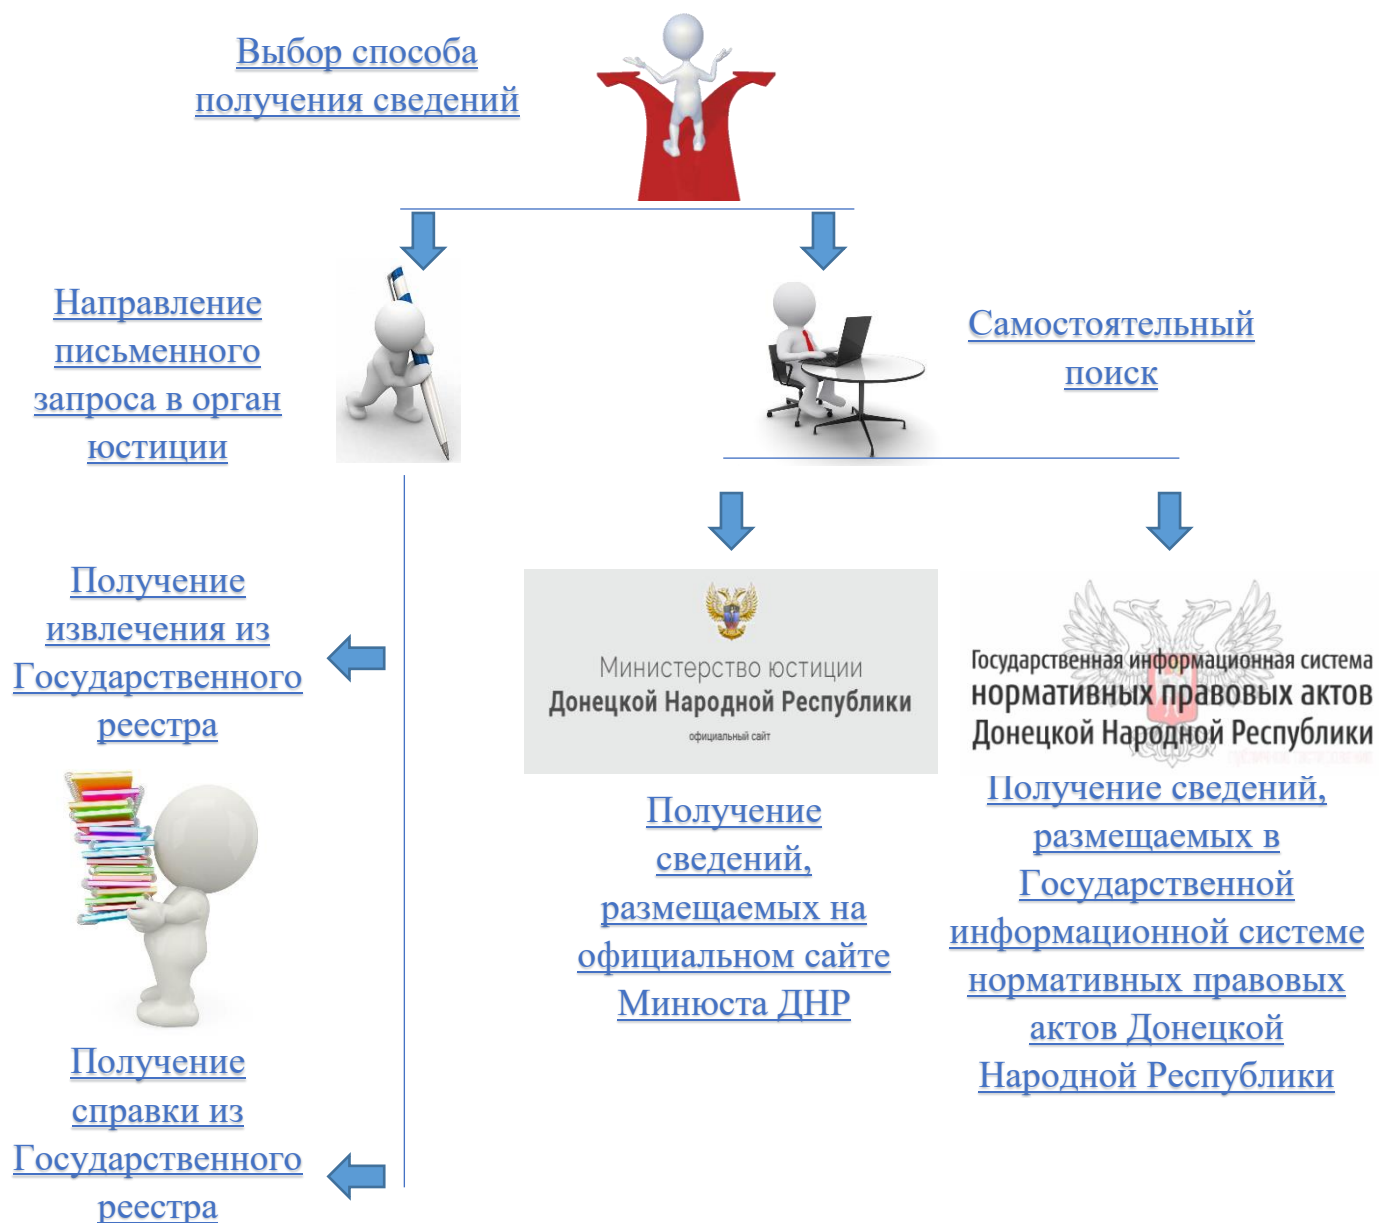 Выбор способа
получения сведений
Направление
письменного
запроса в орган
юстиции
Самостоятельный
поиск
Получение
извлечения из
Государственного
реестра
Министерство юстиции
Донецкой Народной Республики
официальный сайт
Государственная информационная система
нормативных правовых актов
Донецкой Народной Республики
Получение
сведений,
размещаемых на
официальном сайте
Минюста ДНР
Получение сведений,
размещаемых в
Государственной
информационной системе
нормативных правовых
актов Донецкой
Народной Республики
Получение
справки из
Государственного
реестра